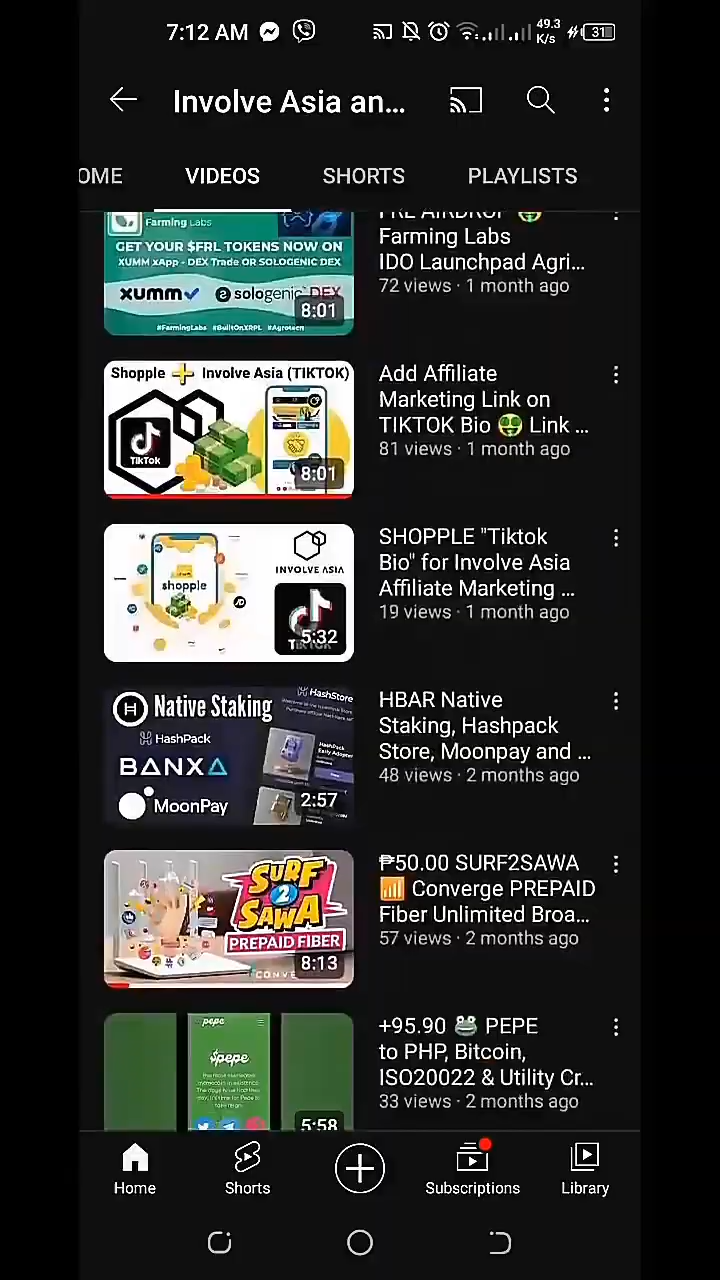 7:12 AM
49.3
K/s
31
Involve Asia an...
OME
VIDEOS
SHORTS
PLAYLISTS
Farming Labs
GET YOUR $FRL TOKENS NOW ON
XUMM xApp - DEX Trade OR SOLOGENIC DEX
xumm
sologenic DEX
8:01
#FarmingLabs #BuiltOnXRPL #Agrotech
FRL AIRDROP 🤑
Farming Labs
IDO Launchpad Agri...
72 views · 1 month ago
Shopple ➕ Involve Asia (TIKTOK)
TikTok
8:01
Add Affiliate
Marketing Link on
TIKTOK Bio 🤑 Link ...
81 views · 1 month ago
shopple
INVOLVE ASIA
5:32
SHOPPLE "Tiktok
Bio" for Involve Asia
Affiliate Marketing ...
19 views · 1 month ago
H Native Staking
HashStore
HashPack
HashPack
Early Adopter
BANXA
MoonPay
2:57
HBAR Native
Staking, Hashpack
Store, Moonpay and ...
48 views · 2 months ago
SURF
2
SAWA
PREPAID FIBER
8:13
CONVE
₱50.00 SURF2SAWA
📶 Converge PREPAID
Fiber Unlimited Broa...
57 views · 2 months ago
pepe
$pepe
5:58
+95.90 🐸 PEPE
to PHP, Bitcoin,
ISO20022 & Utility Cr...
33 views · 2 months ago
Home
Shorts
Subscriptions
Library